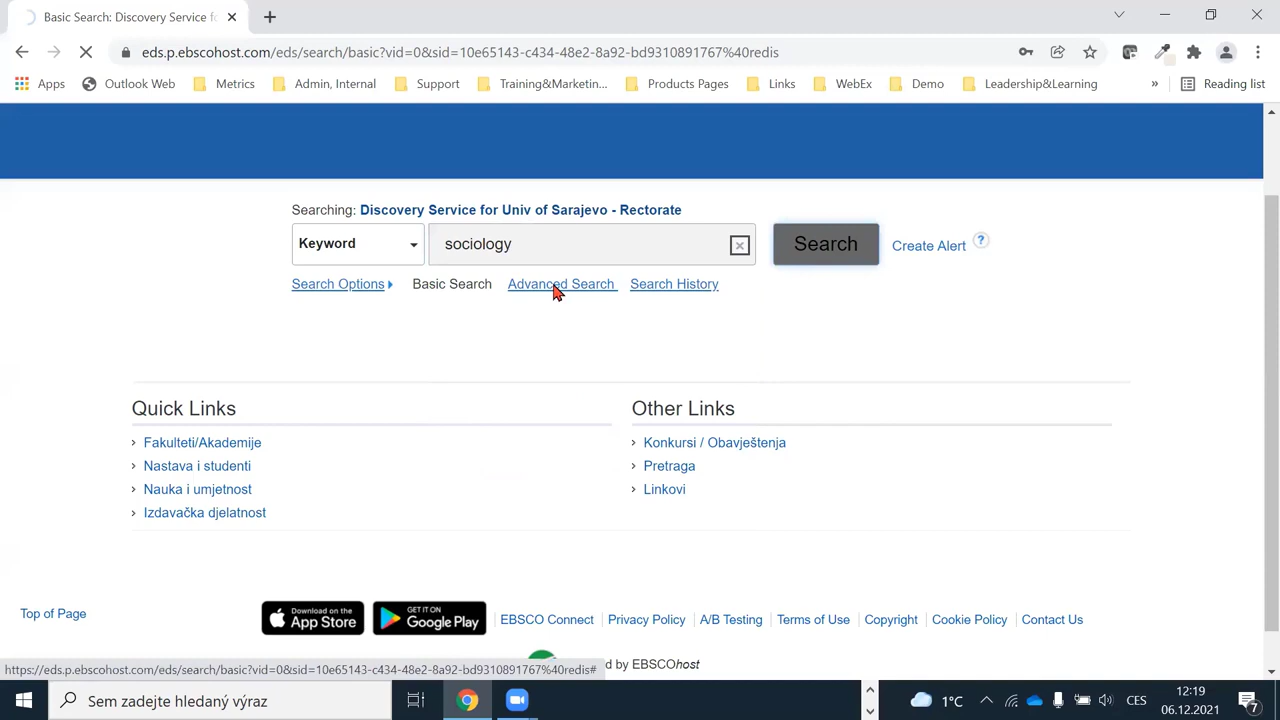 Basic Search: Discovery Service fo
eds.p.ebscohost.com/eds/search/basic?vid=0&sid=10e65143-c434-48e2-8a92-bd9310891767%40redis
Apps Outlook Web Metrics Admin, Internal Support Training&Marketin... Products Pages Links WebEx Demo Leadership&Learning » Reading list
Searching: Discovery Service for Univ of Sarajevo - Rectorate
Keyword sociology Search Create Alert ?
Search Options Basic Search Advanced Search Search History
Quick Links
Fakulteti/Akademije
Nastava i studenti
Nauka i umjetnost
Izdavačka djelatnost
Other Links
Konkursi / Obavještenja
Pretraga
Linkovi
Top of Page
Download on the
App Store
GET IT ON
Google Play
EBSCO Connect Privacy Policy A/B Testing Terms of Use Copyright Cookie Policy Contact Us
d by EBSCOhost
https://eds.p.ebscohost.com/eds/search/basic?vid=0&sid=10e65143-c434-48e2-8a92-bd9310891767%40redis#
Sem zadejte hledaný výraz
1°C
CES
12:19
06.12.2021
7